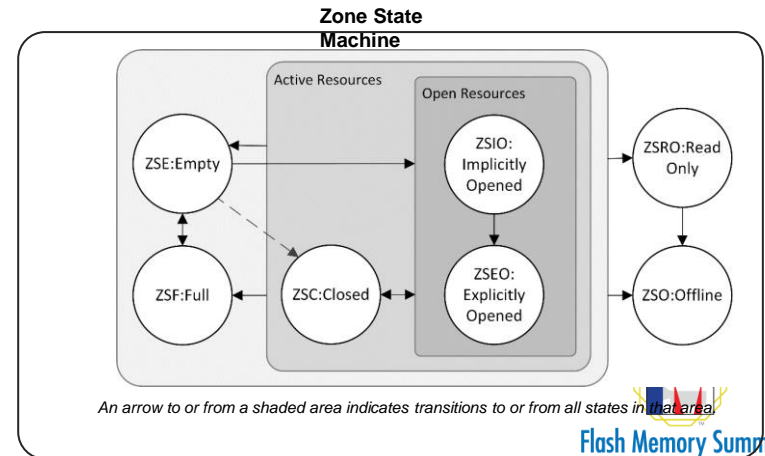 Zone State
Machine
Active Resources
Open Resources
ZSE:Empty
ZSIO:
Implicitly
Opened
ZSRO:Read
Only
ZSF:Full
ZSC:Closed
ZSEO:
Explicitly
Opened
ZSO:Offline
An arrow to or from a shaded area indicates transitions to or from all states in that area.
Flash Memory Sum